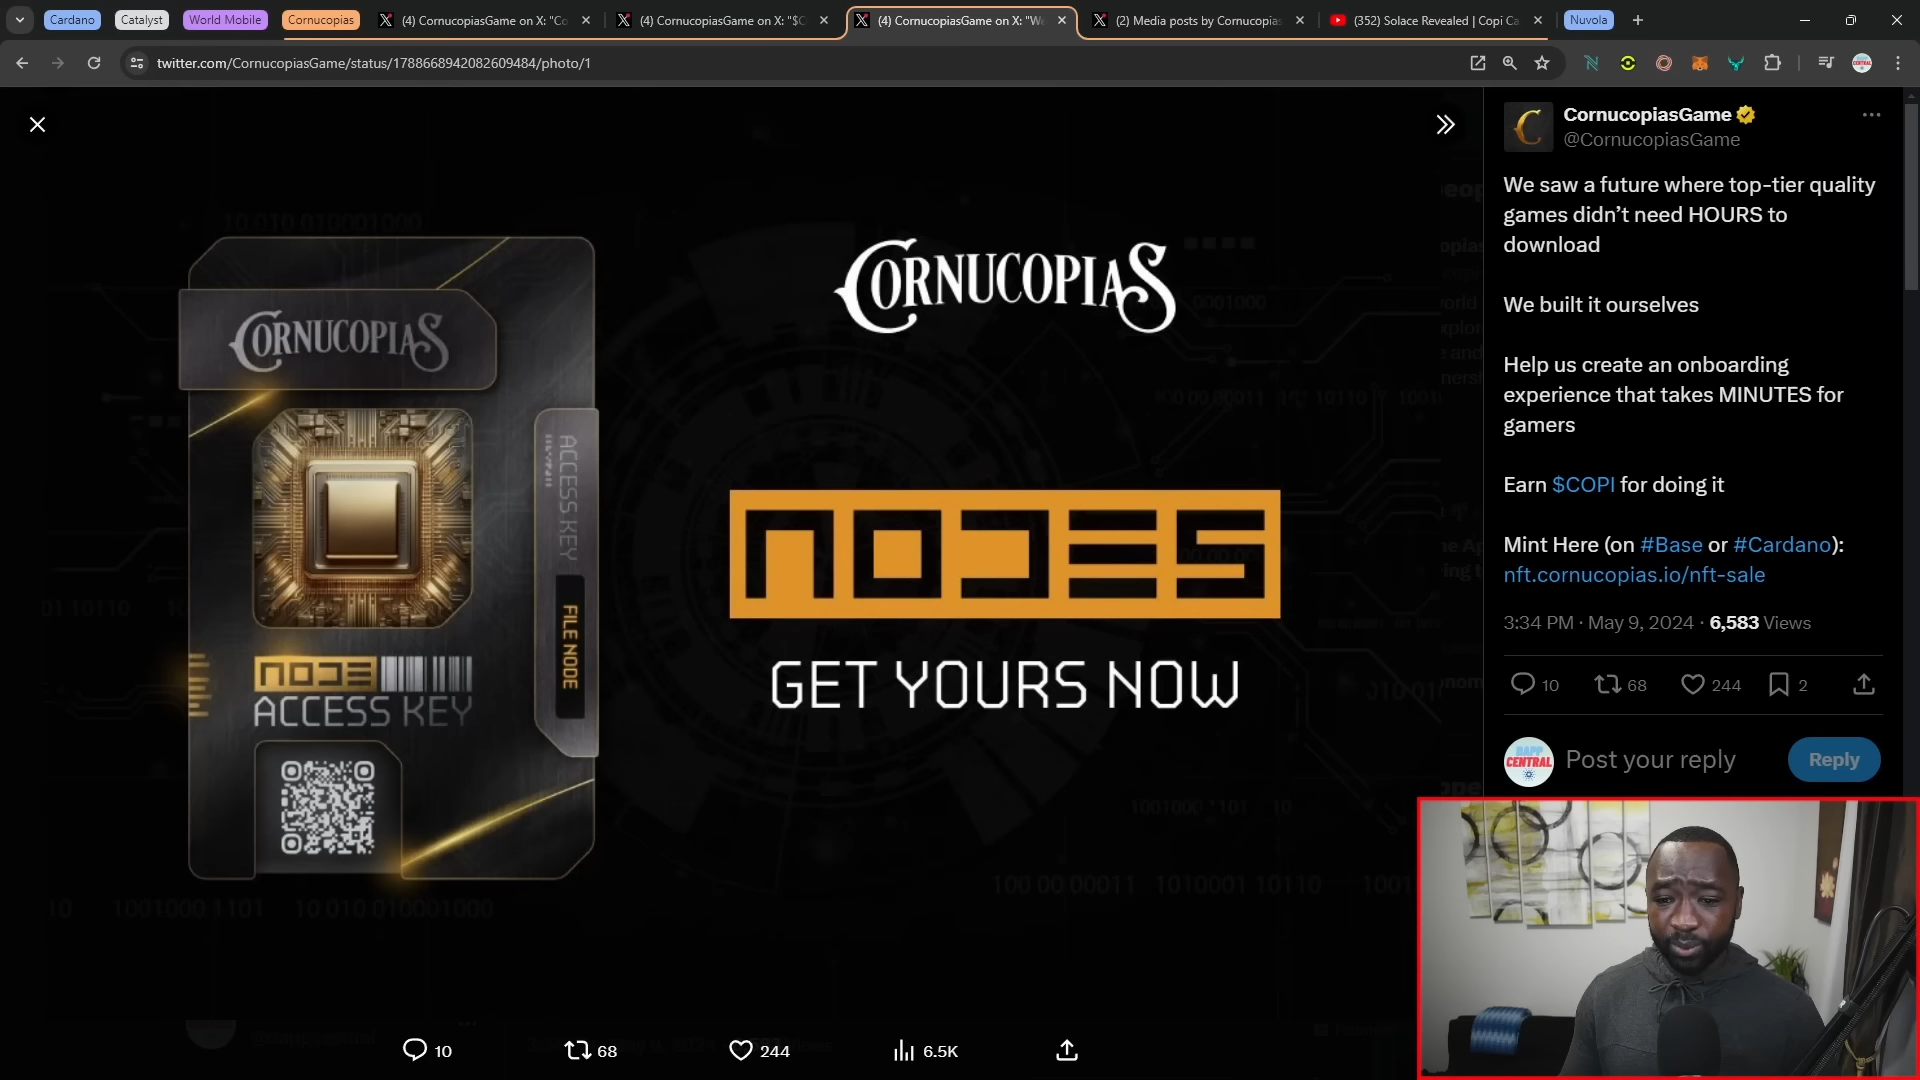 Cardano
Catalyst
World Mobile
Cornucopias
(4) CornucopiasGame on X: "Co
(4) CornucopiasGame on X: "$C
(4) CornucopiasGame on X: "We
(2) Media posts by Cornucopias
(352) Solace Revealed | Copi Ca
Nuvola
twitter.com/CornucopiasGame/status/1788668942082609484/photo/1
CORNUCOPIAS
ACCESS KEY
FILE NODE
NODE
ACCESS KEY
CORNUCOPIAS
NODES
GET YOURS NOW
10
68
244
6.5K
CornucopiasGame
@CornucopiasGame
We saw a future where top-tier quality
games didn't need HOURS to
download
We built it ourselves
Help us create an onboarding
experience that takes MINUTES for
gamers
Earn $COPI for doing it
Mint Here (on #Base or #Cardano):
nft.cornucopias.io/nft-sale
3:34 PM · May 9, 2024 · 6,583 Views
10
68
244
2
DAPP
CENTRAL
Post your reply
Reply